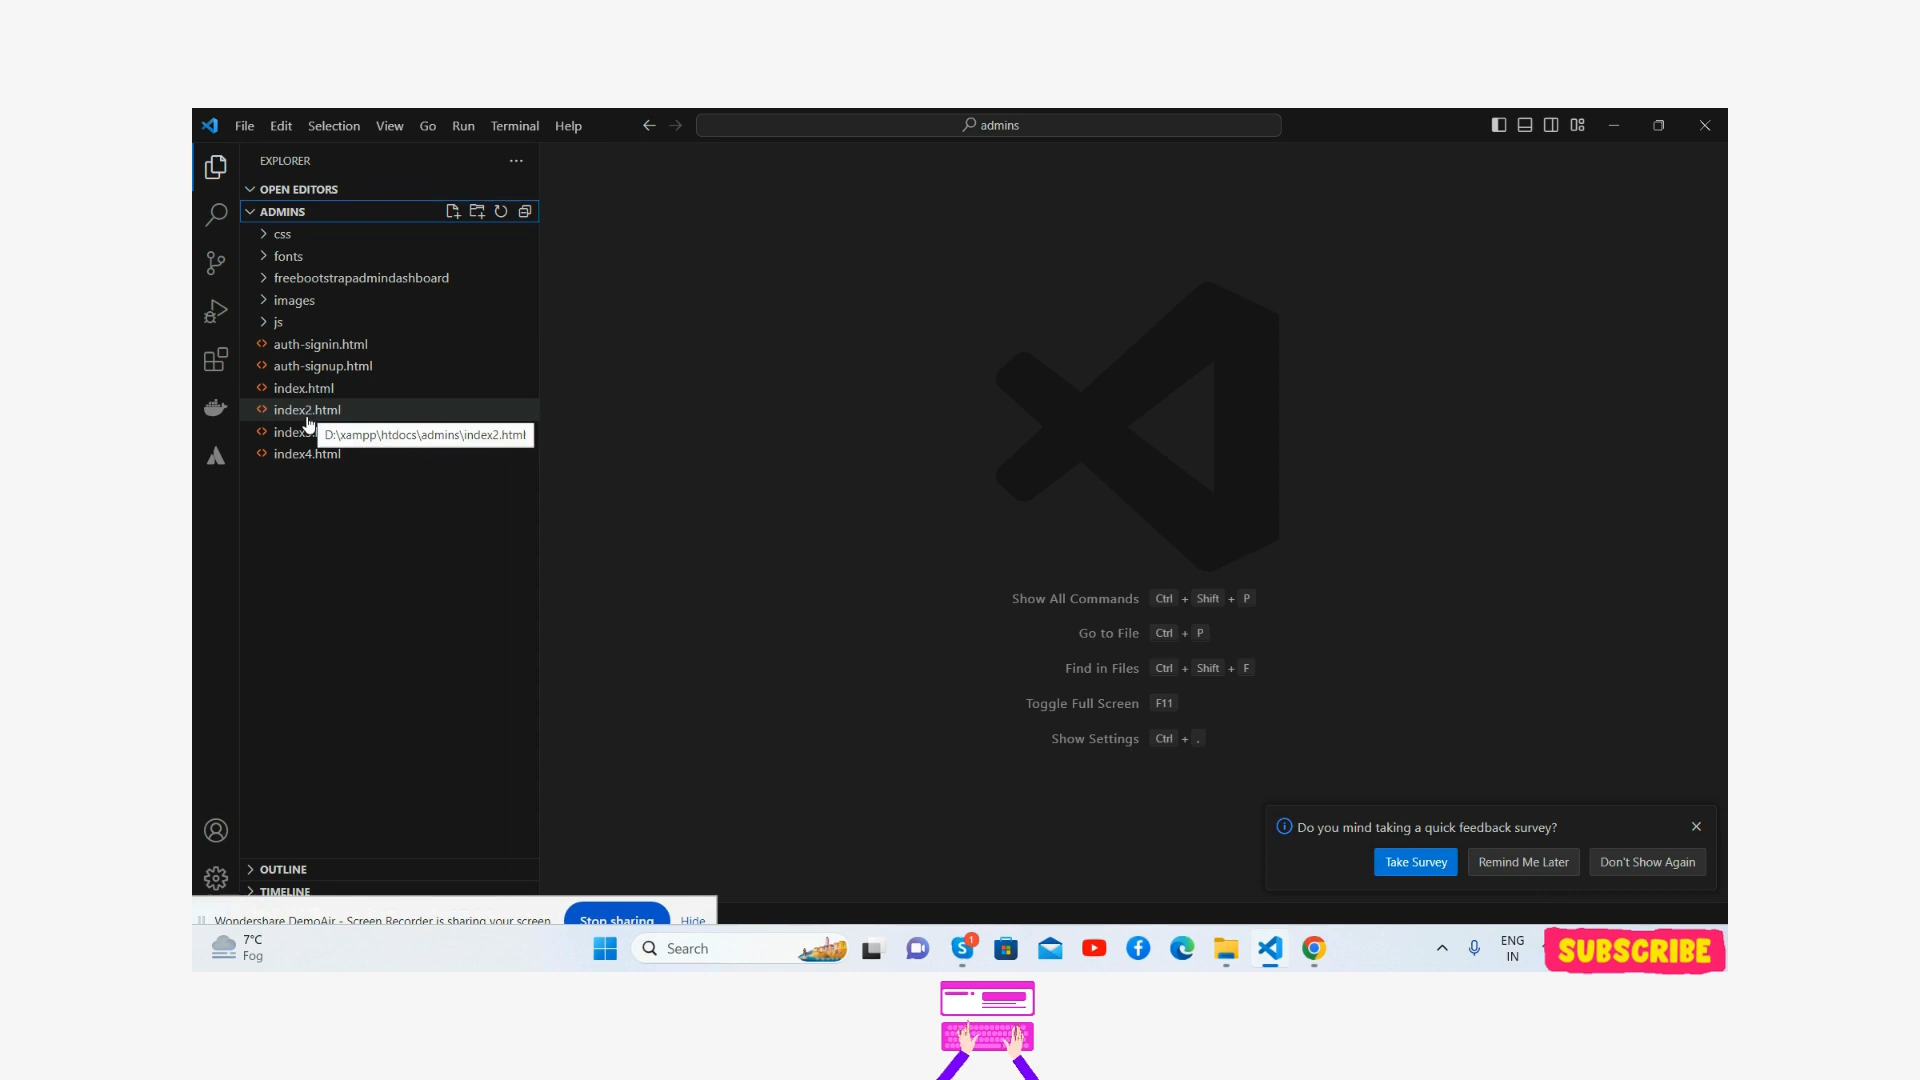 File Edit Selection View Go Run Terminal Help
admins
EXPLORER
OPEN EDITORS
ADMINS
css
fonts
freebootstrapadmindashboard
images
js
auth-signin.html
auth-signup.html
index.html
index2.html
D:\xampp\htdocs\admins\index2.html
index4.html
Show All Commands Ctrl + Shift + P
Go to File Ctrl + P
Find in Files Ctrl + Shift + F
Toggle Full Screen F11
Show Settings Ctrl + .
Do you mind taking a quick feedback survey?
Take Survey Remind Me Later Don't Show Again
OUTLINE
TIMELINE
Wondershare DemoAir - Screen Recorder is sharing your screen Stop sharing Hide
7°C
Fog
Search
S 1
ENG
IN
SUBSCRIBE